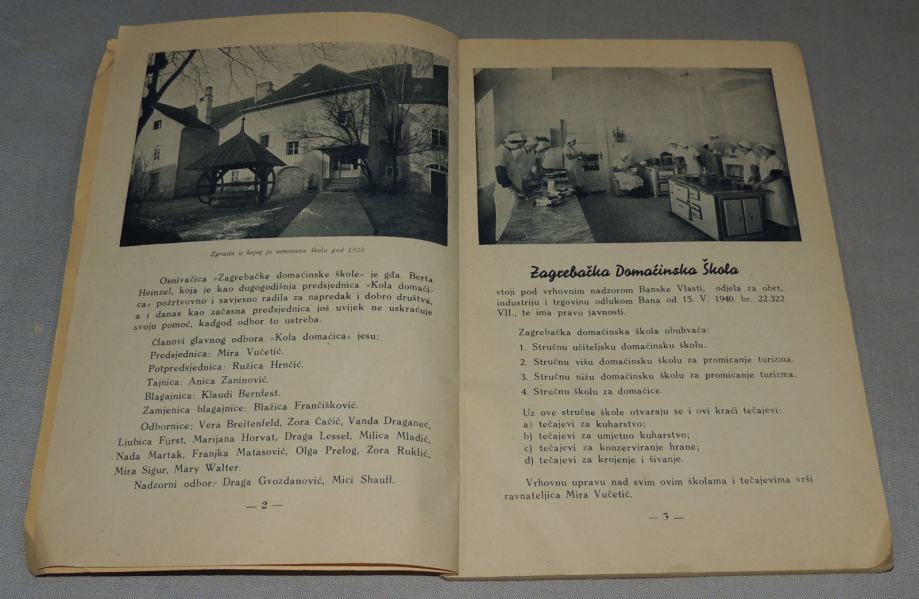 Zgrada u kojoj je osnovana škola god 1920.
Osnivačica »Zagrebačke domaćinske škole« je gđa. Berta
Heinzel, koja je kao dugogodišnja predsjednica »Kola domaći-
ca« požrtvovno i savjesno radila za napredak i dobro društva,
a i danas kao začasna predsjednica još uvijek ne uskraćuje
svoju pomoć, kadgod odbor to ustreba.
Članovi glavnog odbora »Kola domaćica« jesu:
Predsjednica: Mira Vučetić.
Potpredsjednica: Ružica Hrnčić.
Tajnica: Anica Zaninović.
Blagajnica: Klaudi Bernfest.
Zamjenica blagajnice: Blažica Frančišković.
Odbornice: Vera Breitenfeld, Zora Čačić, Vanda Draganec,
Ljubica Fürst, Marijana Horvat, Draga Lessel, Milica Mladić,
Nada Martak, Franjka Matasović, Olga Prelog, Zora Ruklić,
Mira Sigur, Mary Walter.
Nadzorni odbor: Draga Gvozdanović, Mici Shauff.
— 2 —
Zagrebačka Domaćinska Škola
stoji pod vrhovnim nadzorom Banske Vlasti, odjela za obrt,
industriju i trgovinu odlukom Bana od 15. V. 1940. br. 22.322
VII., te ima pravo javnosti.
Zagrebačka domaćinska škola obuhvaća:
1. Stručnu učiteljsku domaćinsku školu.
2. Stručnu višu domaćinsku školu za promicanje turizma.
3. Stručnu nižu domaćinsku školu za promicanje turizma.
4. Stručnu školu za domaćice.
Uz ove stručne škole otvaraju se i ovi kraći tečajevi:
a) tečajevi za kuharstvo;
b) tečajevi za umjetno kuharstvo;
c) tečajevi za konzerviranje hrane;
d) tečajevi za krojenje i šivanje.
Vrhovnu upravu nad svim ovim školama i tečajevima vrši
ravnateljica Mira Vučetić.
— 3 —